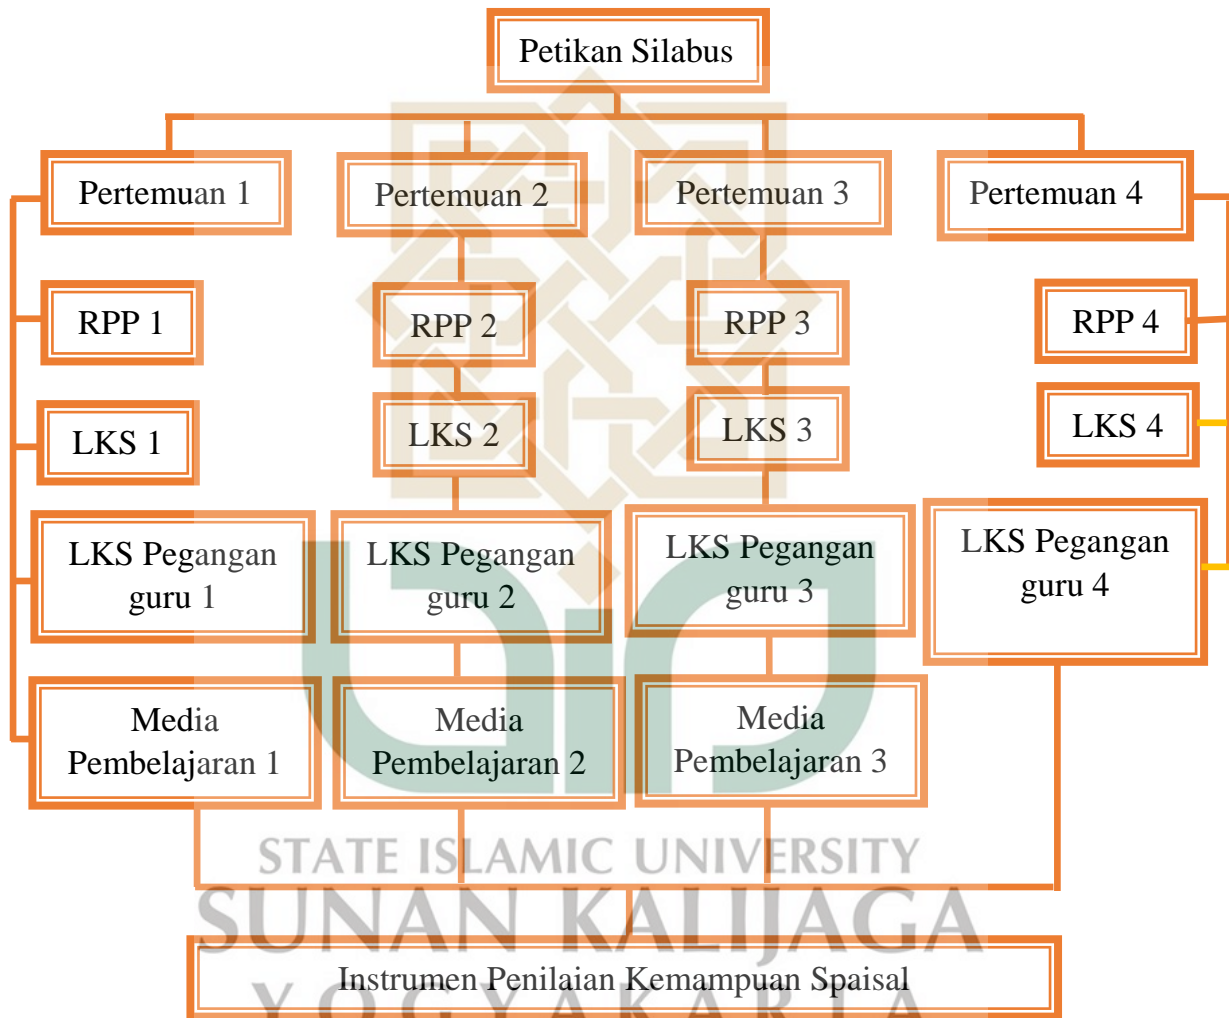 Petikan Silabus
Pertemuan 1
Pertemuan 2
Pertemuan 3
Pertemuan 4
RPP 1
RPP 2
RPP 3
RPP 4
LKS 1
LKS 2
LKS 3
LKS 4
LKS Pegangan
guru 1
LKS Pegangan
guru 2
LKS Pegangan
guru 3
LKS Pegangan
guru 4
Media
Pembelajaran 1
Media
Pembelajaran 2
Media
Pembelajaran 3
STATE ISLAMIC UNIVERSITY
SUNAN KALIJAGA
Instrumen Penilaian Kemampuan Spaisal
YOGYAKARTA